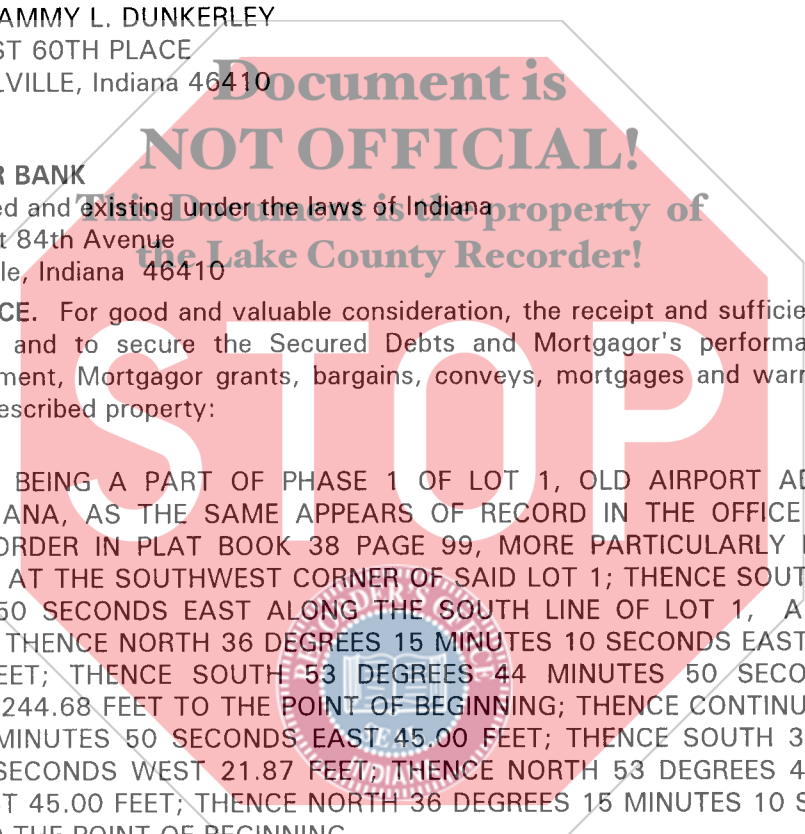 AMMY L. DUNKERLEY
ST 60TH PLACE
LVILLE, Indiana 46410
Document is
NOT OFFICIAL!
R BANK
ed and existing under the laws of Indiana
This Document is the property of
t 84th Avenue
the Lake County Recorder!
le, Indiana 46410
CE. For good and valuable consideration, the receipt and sufficie
and to secure the Secured Debts and Mortgagor's performa
ment, Mortgagor grants, bargains, conveys, mortgages and warr
escribed property:
STOP
BEING A PART OF PHASE 1 OF LOT 1, OLD AIRPORT AD
ANA, AS THE SAME APPEARS OF RECORD IN THE OFFICE
ORDER IN PLAT BOOK 38 PAGE 99, MORE PARTICULARLY
AT THE SOUTHWEST CORNER OF SAID LOT 1; THENCE SOUT
50 SECONDS EAST ALONG THE SOUTH LINE OF LOT 1, A
THENCE NORTH 36 DEGREES 15 MINUTES 10 SECONDS EAST
EET; THENCE SOUTH 53 DEGREES 44 MINUTES 50 SECO
244.68 FEET TO THE POINT OF BEGINNING; THENCE CONTINU
MINUTES 50 SECONDS EAST 45.00 FEET; THENCE SOUTH 3
SECONDS WEST 21.87 FEET; THENCE NORTH 53 DEGREES 4
ST 45.00 FEET; THENCE NORTH 36 DEGREES 15 MINUTES 10 S
THE POINT OF BEGINNING
RECORDER'S OFFICE
SEAL
INDIANA